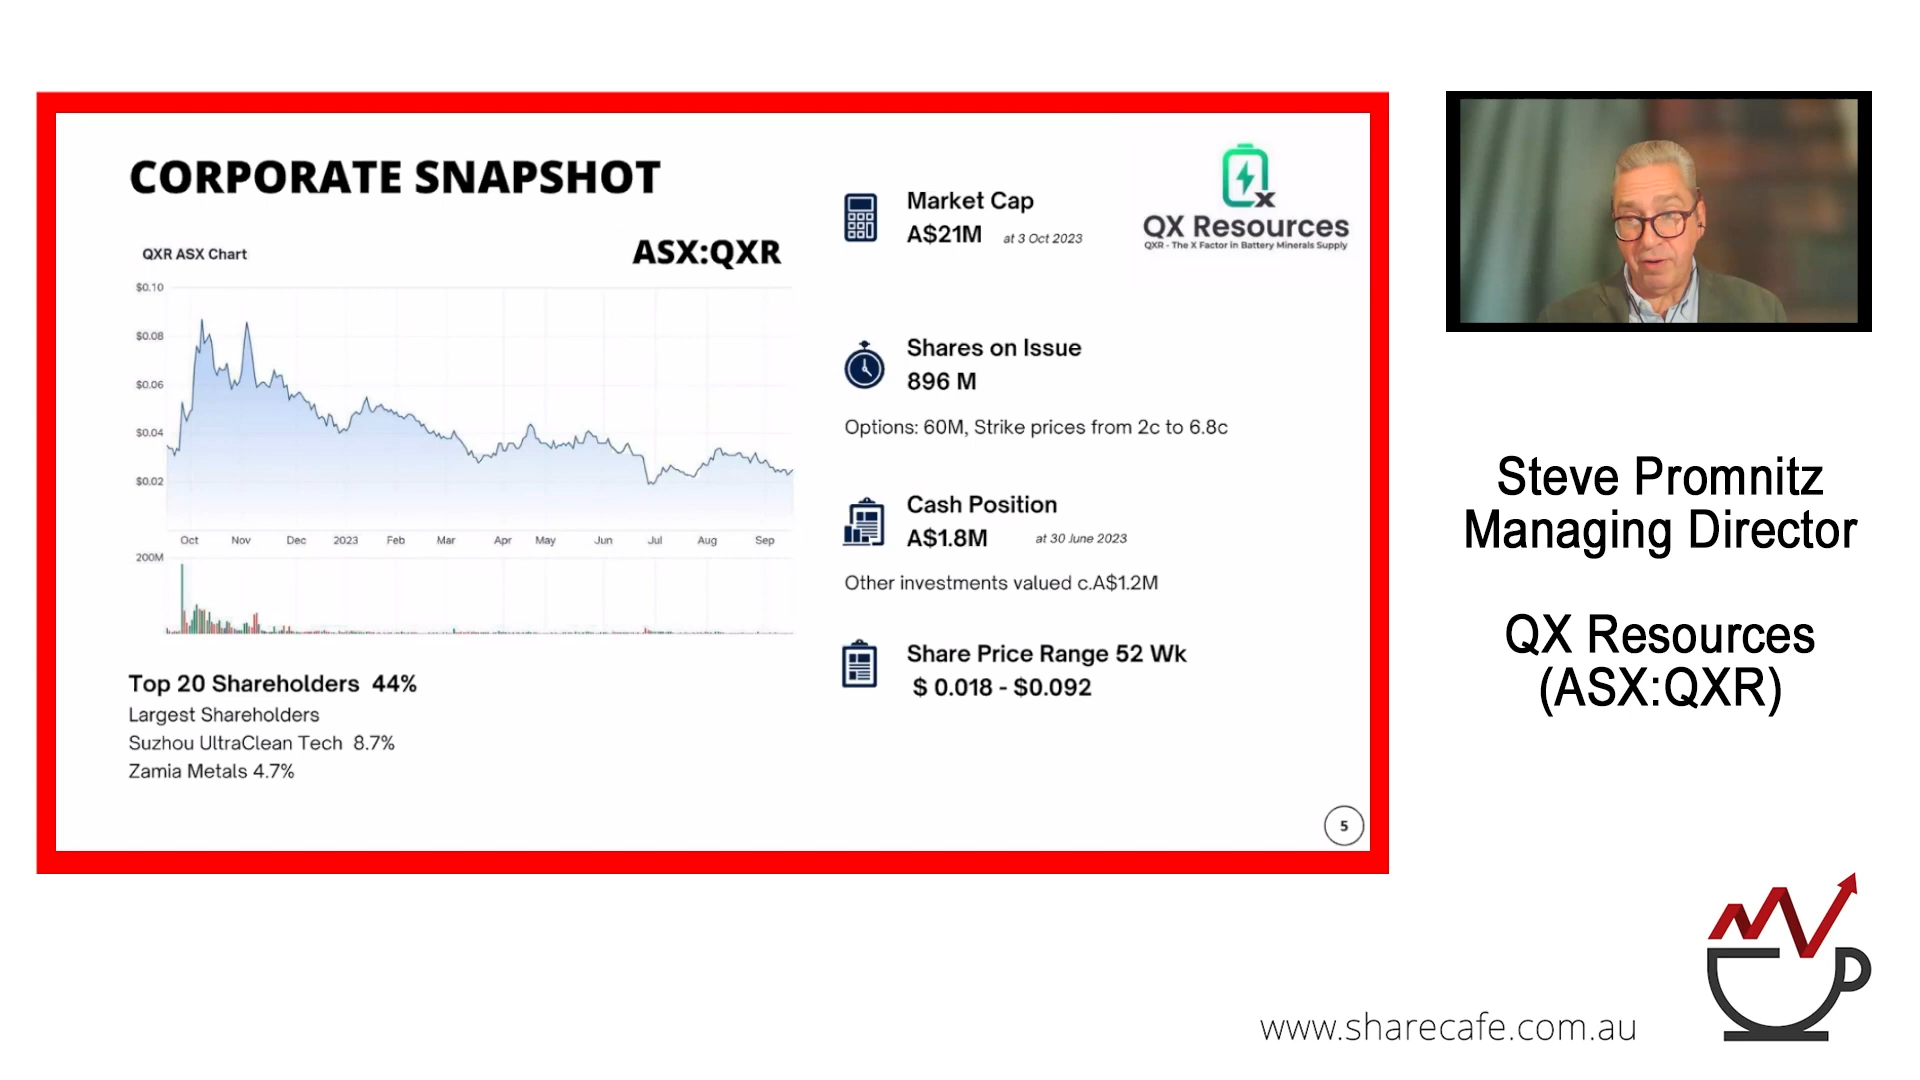 CORPORATE SNAPSHOT
QXR ASX Chart
ASX:QXR
$0.10
$0.08
$0.06
$0.04
$0.02
Oct Nov Dec 2023 Feb Mar Apr May Jun Jul Aug Sep
200M
Top 20 Shareholders 44%
Largest Shareholders
Suzhou UltraClean Tech 8.7%
Zamia Metals 4.7%
Market Cap
A$21M at 3 Oct 2023
x
QX Resources
QXR - The X Factor in Battery Minerals Supply
Shares on Issue
896 M
Options: 60M, Strike prices from 2c to 6.8c
Cash Position
A$1.8M at 30 June 2023
Other investments valued c.A$1.2M
Share Price Range 52 Wk
$ 0.018 - $0.092
5
Steve Promnitz
Managing Director
QX Resources
(ASX:QXR)
www.sharecafe.com.au